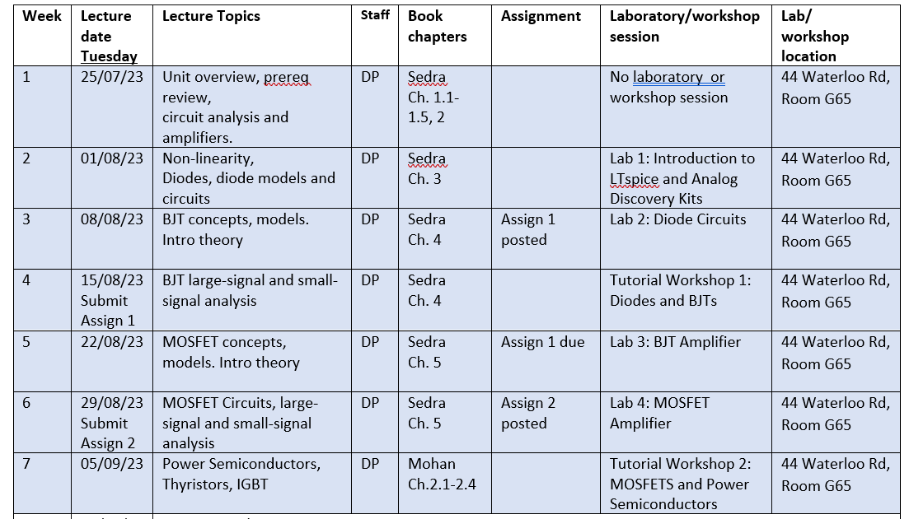 Week Lecture date Tuesday Lecture Topics Staff Book chapters Assignment Laboratory/workshop session Lab/ workshop location
1 25/07/23 Unit overview, prereq review, circuit analysis and amplifiers. DP Sedra Ch. 1.1-1.5, 2 No laboratory or workshop session 44 Waterloo Rd, Room G65
2 01/08/23 Non-linearity, Diodes, diode models and circuits DP Sedra Ch. 3 Lab 1: Introduction to LTspice and Analog Discovery Kits 44 Waterloo Rd, Room G65
3 08/08/23 BJT concepts, models. Intro theory DP Sedra Ch. 4 Assign 1 posted Lab 2: Diode Circuits 44 Waterloo Rd, Room G65
4 15/08/23 Submit Assign 1 BJT large-signal and small-signal analysis DP Sedra Ch. 4 Tutorial Workshop 1: Diodes and BJTs 44 Waterloo Rd, Room G65
5 22/08/23 MOSFET concepts, models. Intro theory DP Sedra Ch. 5 Assign 1 due Lab 3: BJT Amplifier 44 Waterloo Rd, Room G65
6 29/08/23 Submit Assign 2 MOSFET Circuits, large-signal and small-signal analysis DP Sedra Ch. 5 Assign 2 posted Lab 4: MOSFET Amplifier 44 Waterloo Rd, Room G65
7 05/09/23 Power Semiconductors, Thyristors, IGBT DP Mohan Ch.2.1-2.4 Tutorial Workshop 2: MOSFETS and Power Semiconductors 44 Waterloo Rd, Room G65